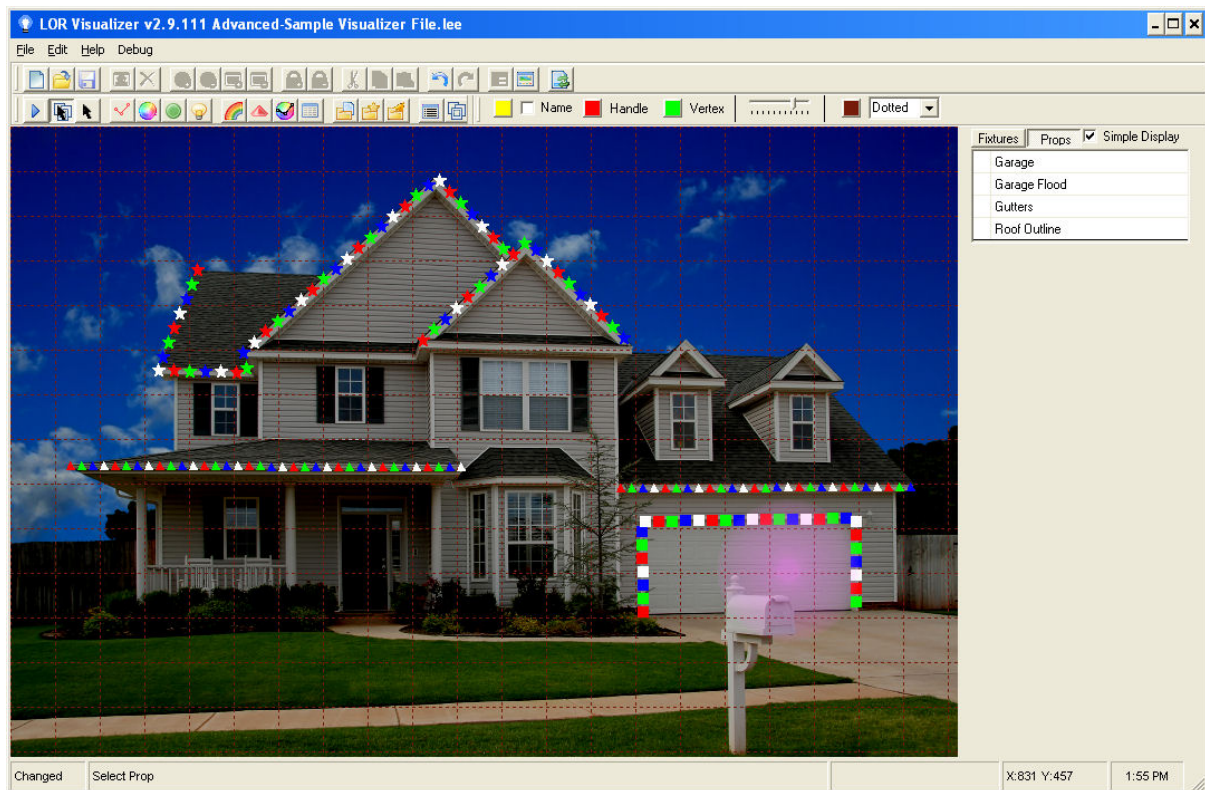 LOR Visualizer v2.9.111 Advanced-Sample Visualizer File.lee
File Edit Help Debug
Name Handle Vertex Dotted
Fixtures Props Simple Display
Garage
Garage Flood
Gutters
Roof Outline
Changed Select Prop X:831 Y:457 1:55 PM